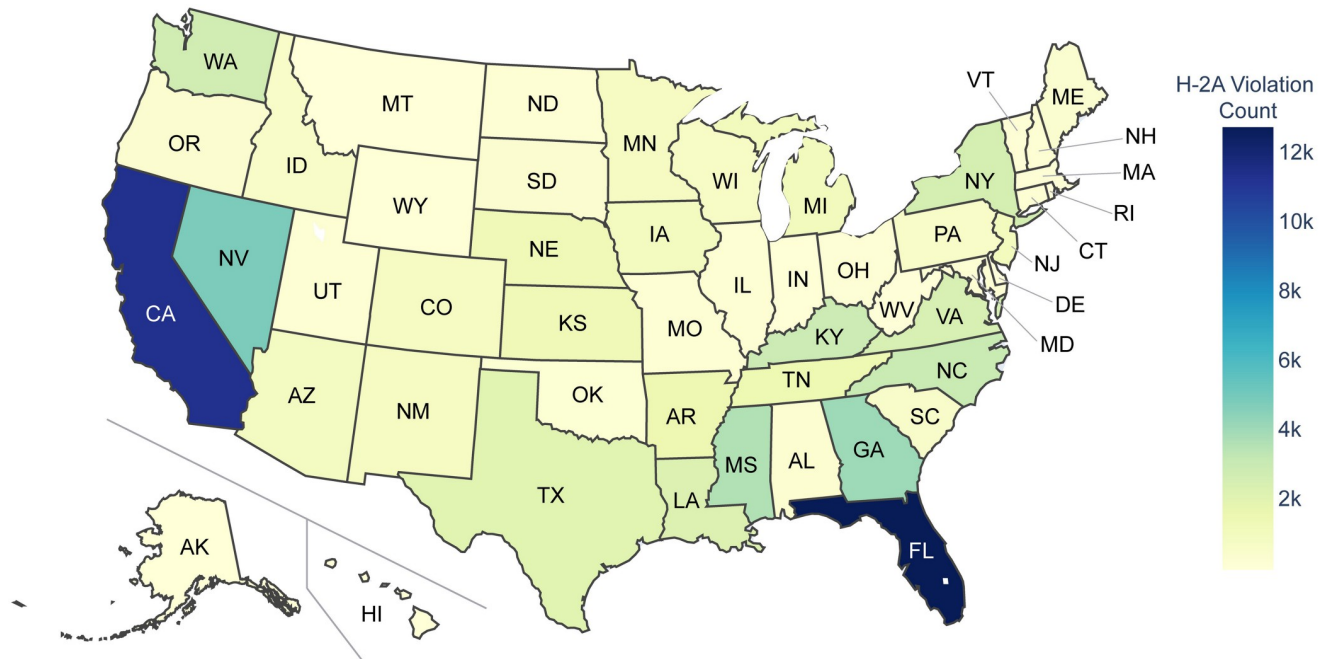 WA
MT
ND
MN
VT
ME
H-2A Violation
Count
OR
ID
SD
WI
MI
NY
NH
MA
RI
CT
12k
10k
8k
6k
4k
2k
WY
NV
NE
IA
PA
NJ
DE
MD
CA
UT
CO
KS
MO
IL
IN
OH
WV
VA
KY
NC
AZ
NM
OK
AR
TN
SC
TX
LA
MS
AL
GA
FL
AK
HI